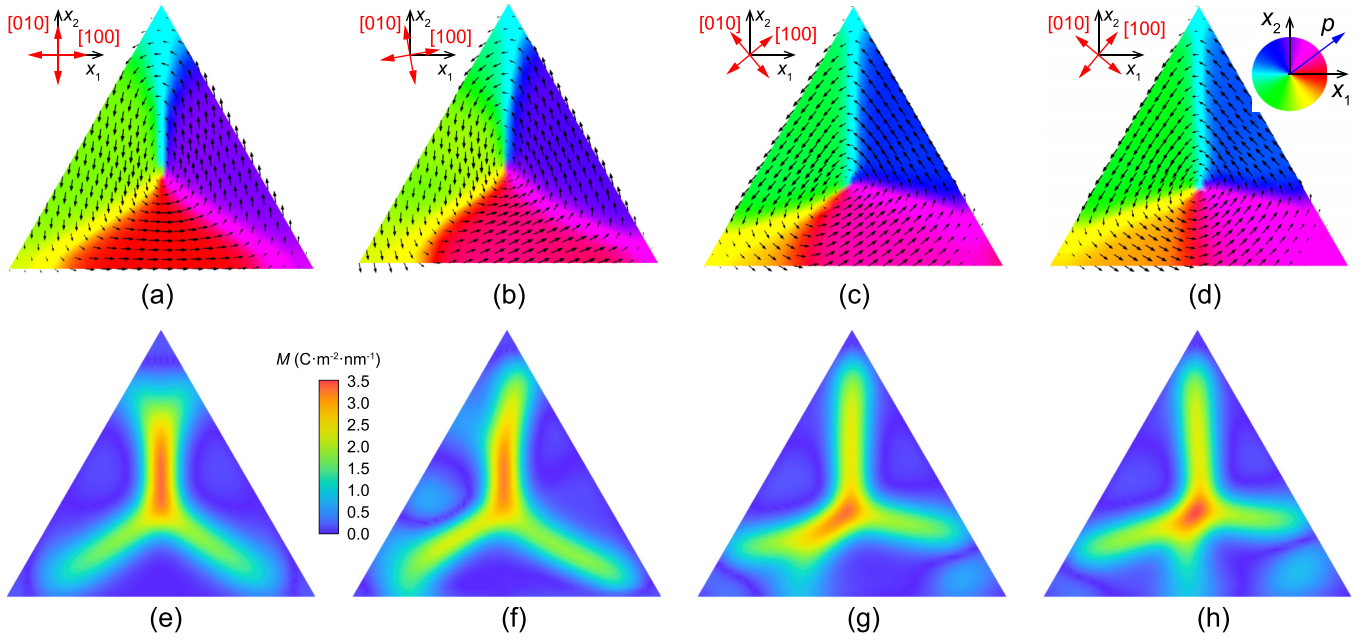 [010] x2 [100] x1
[010] x2 [100] x1
[010] x2 [100] x1
[010] x2 [100] x1
x2 p x1
(a)
(b)
(c)
(d)
M (C·m-2·nm-1)
3.5
3.0
2.5
2.0
1.5
1.0
0.5
0.0
(e)
(f)
(g)
(h)